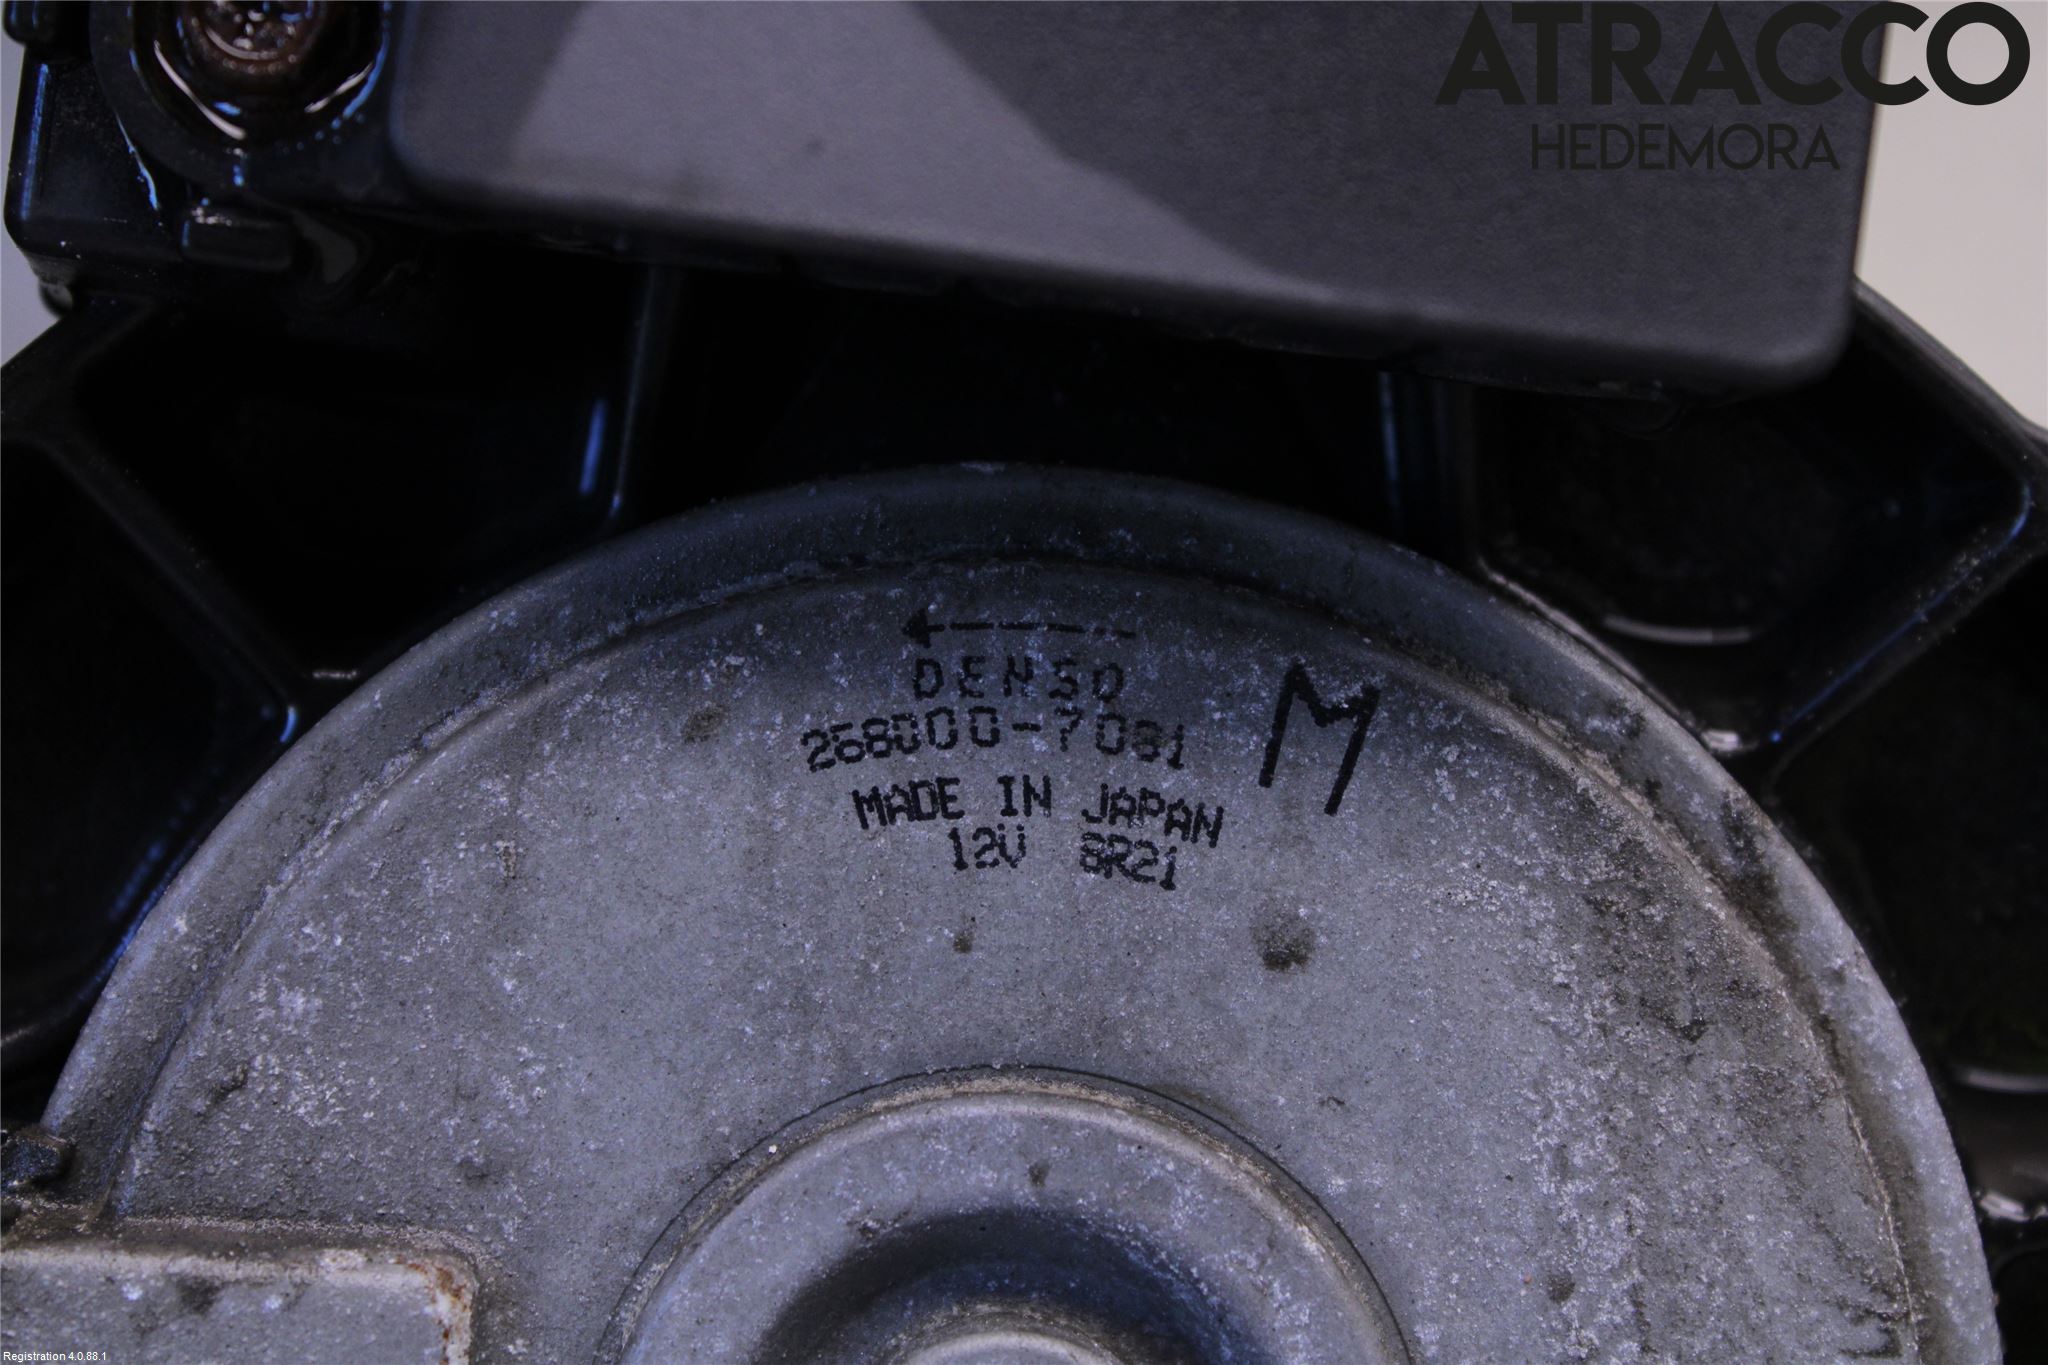 ATRACCO
HEDEMORA
DENSO
268000-7081
M
MADE IN JAPAN
12V 8R21
Registration 4.0.88.1